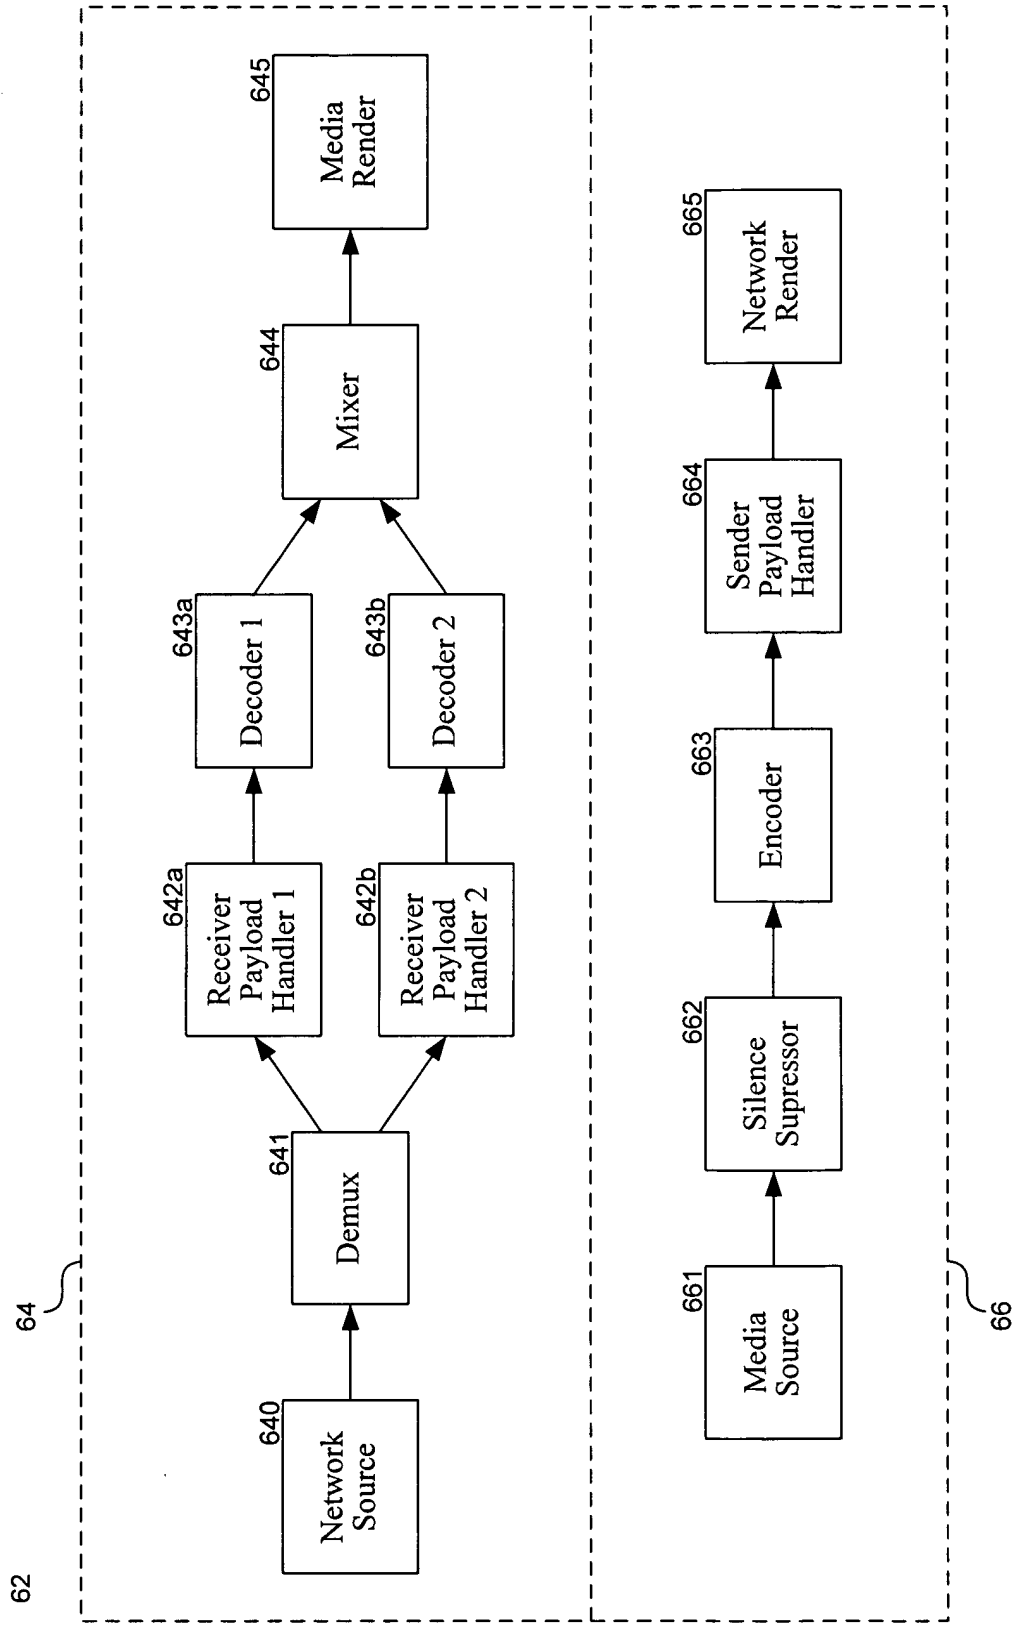 62
64
640
Network
Source
641
Demux
642a
Receiver
Payload
Handler 1
642b
Receiver
Payload
Handler 2
643a
Decoder 1
643b
Decoder 2
644
Mixer
645
Media
Render
66
661
Media
Source
662
Silence
Supressor
663
Encoder
664
Sender
Payload
Handler
665
Network
Render